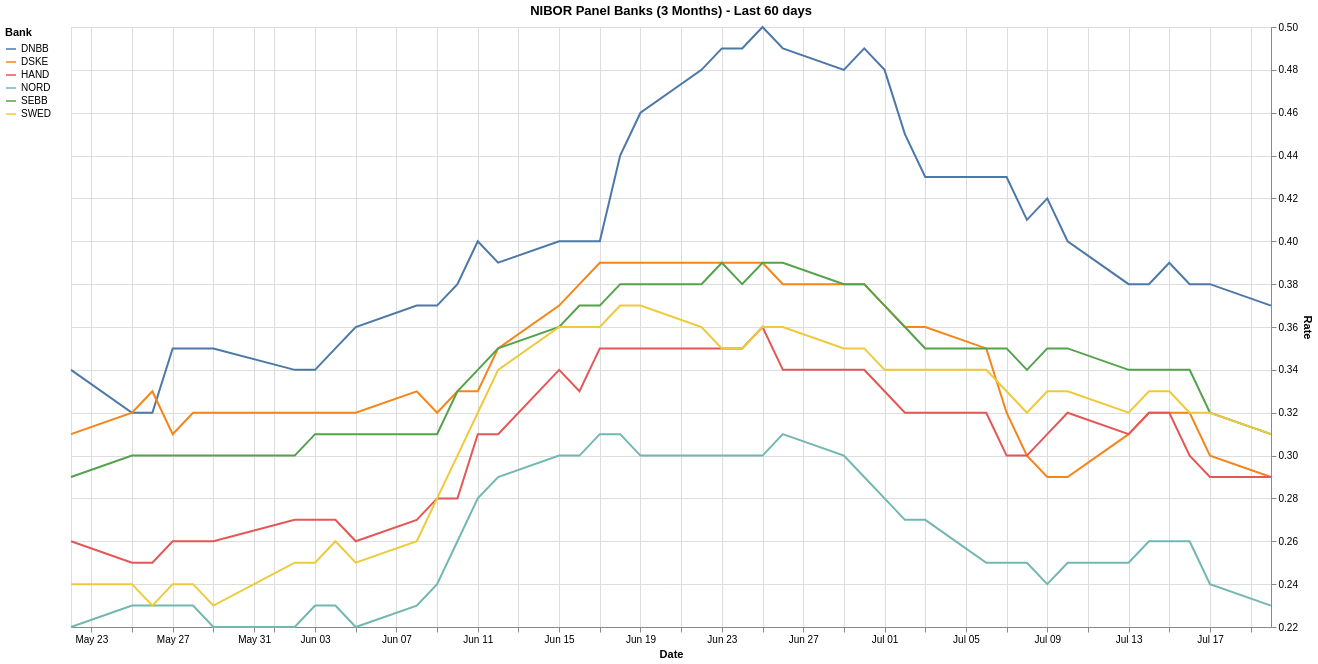 NIBOR Panel Banks (3 Months) - Last 60 days
Bank
DNBB
DSKE
HAND
NORD
SEBB
SWED
0.50
0.48
0.46
0.44
0.42
0.40
0.38
0.36
0.34
0.32
0.30
0.28
0.26
0.24
0.22
Rate
May 23 May 27 May 31 Jun 03 Jun 07 Jun 11 Jun 15 Jun 19 Jun 23 Jun 27 Jul 01 Jul 05 Jul 09 Jul 13 Jul 17
Date